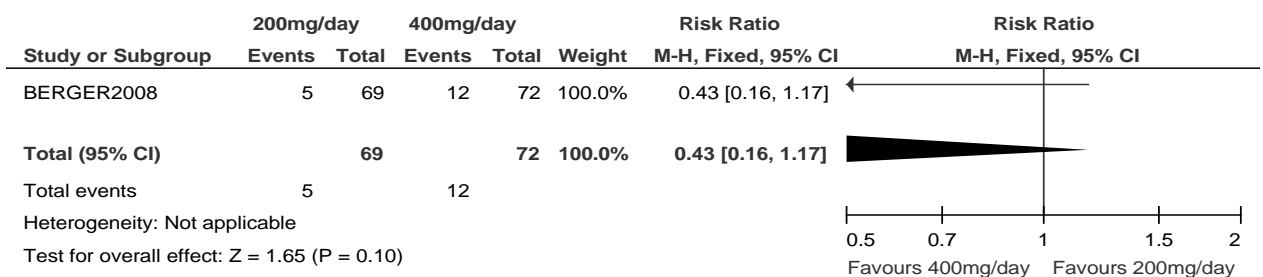 200mg/day 400mg/day Risk Ratio Risk Ratio
Study or Subgroup Events Total Events Total Weight M-H, Fixed, 95% CI M-H, Fixed, 95% CI
BERGER2008 5 69 12 72 100.0% 0.43 [0.16, 1.17]
Total (95% CI) 69 72 100.0% 0.43 [0.16, 1.17]
Total events 5 12
Heterogeneity: Not applicable
Test for overall effect: Z = 1.65 (P = 0.10)
0.5 0.7 1 1.5 2
Favours 400mg/day Favours 200mg/day